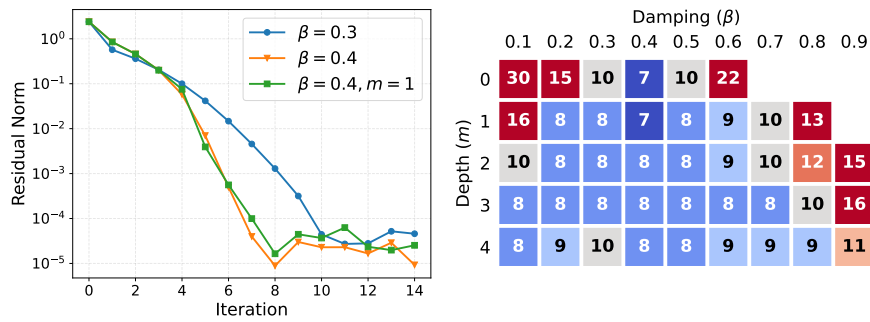 10⁰
10⁻¹
10⁻²
10⁻³
10⁻⁴
10⁻⁵
Residual Norm
0 2 4 6 8 10 12 14
Iteration
β = 0.3
β = 0.4
β = 0.4, m = 1
Damping (β)
0.1 0.2 0.3 0.4 0.5 0.6 0.7 0.8 0.9
Depth (m)
0 30 15 10 7 10 22
1 16 8 8 7 8 9 10 13
2 10 8 8 8 8 9 10 12 15
3 8 8 8 8 8 8 8 10 16
4 8 9 10 8 8 9 9 9 11